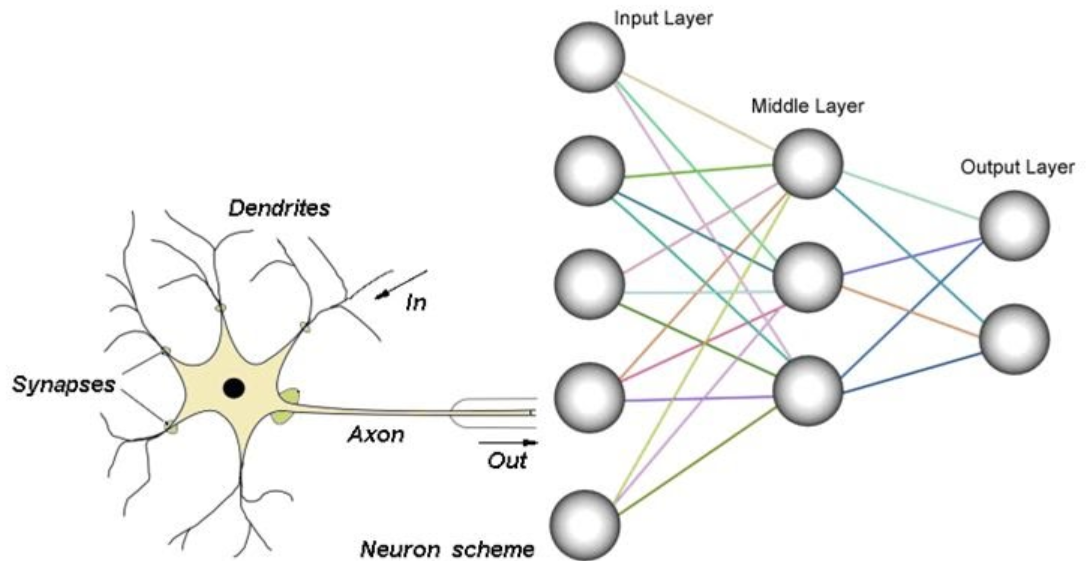 Input Layer
Middle Layer
Output Layer
Dendrites
In
Synapses
Axon
Out
Neuron scheme